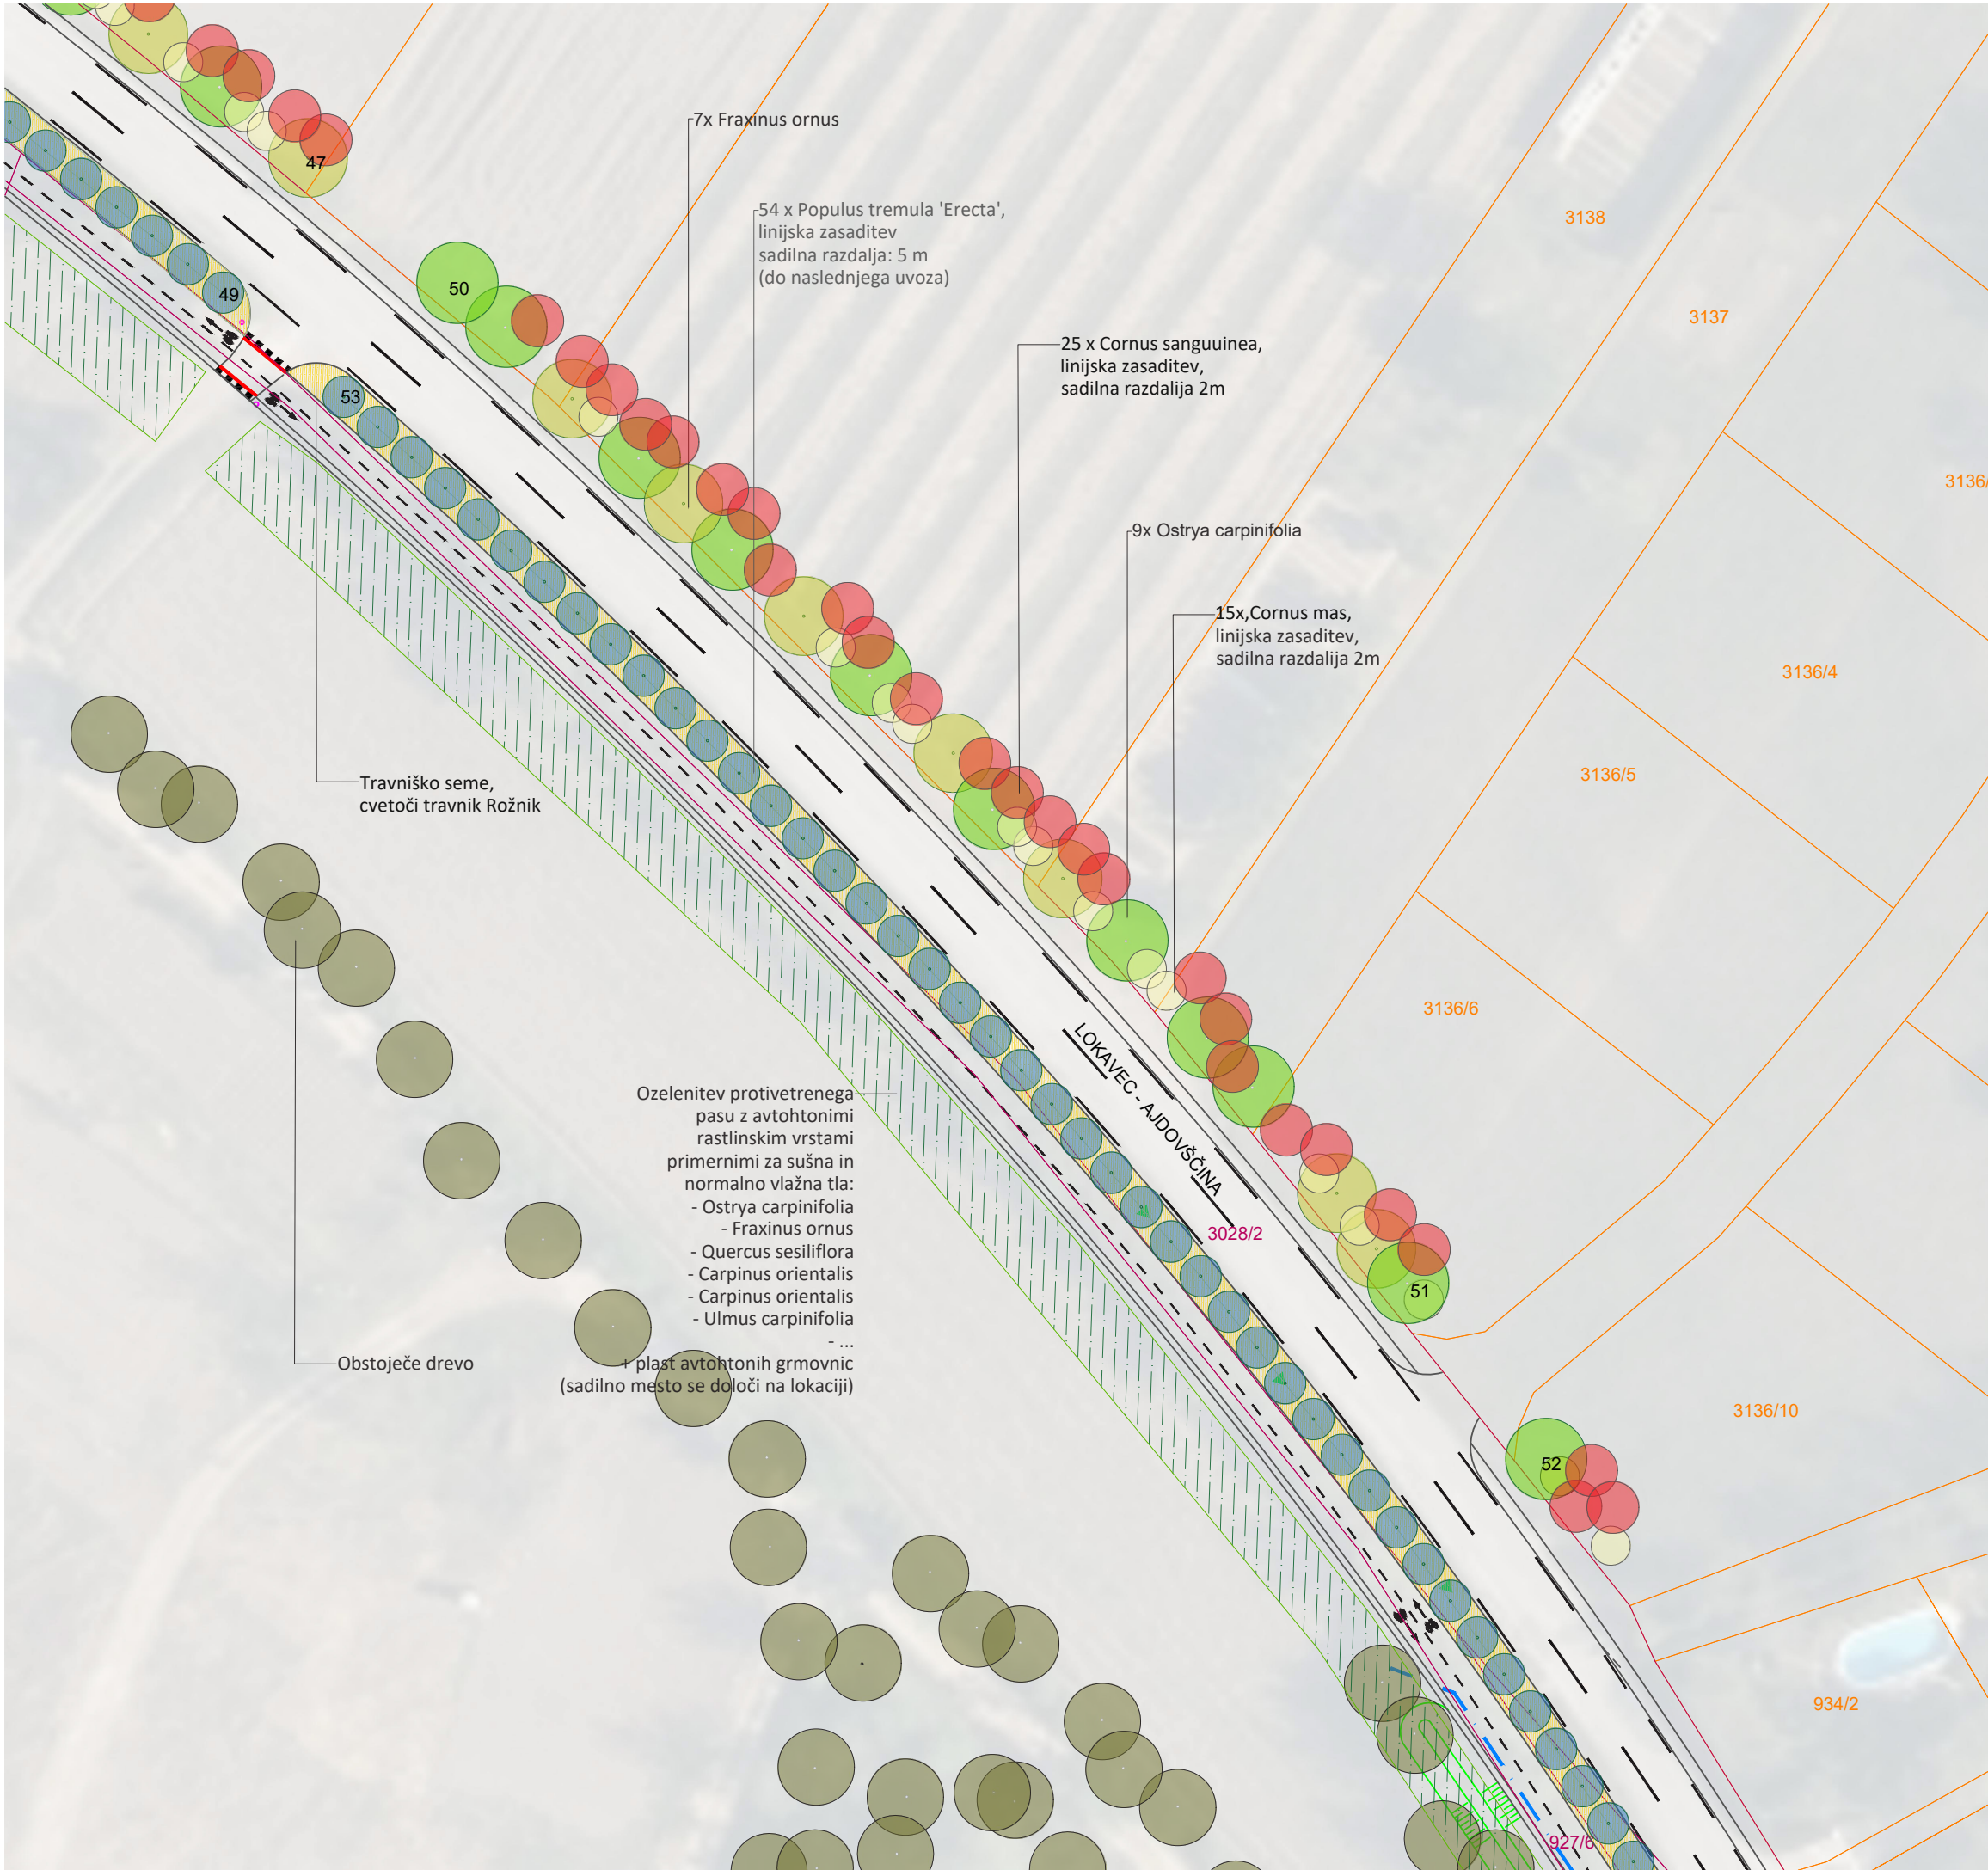 47
7x Fraxinus ornus
54 x Populus tremula 'Erecta',
linijska zasaditev
sadilna razdalja: 5 m
(do naslednjega uvoza)
3138
3137
50
49
25 x Cornus sanguuinea,
linijska zasaditev,
sadilna razdalija 2m
53
3136/
9x Ostrya carpinifolia
15x,Cornus mas,
linijska zasaditev,
sadilna razdalija 2m
3136/4
3136/5
Travniško seme,
cvetoči travnik Rožnik
3136/6
LOKAVEC - AJDOVŠČINA
Ozelenitev protivetrenega
pasu z avtohtonimi
rastlinskim vrstami
primernimi za sušna in
normalno vlažna tla:
- Ostrya carpinifolia
- Fraxinus ornus
- Quercus sesiliflora
- Carpinus orientalis
- Carpinus orientalis
- Ulmus carpinifolia
- ...
+ plast avtohtonih grmovnic
(sadilno mesto se določi na lokaciji)
3028/2
51
Obstoječe drevo
3136/10
52
934/2
927/6